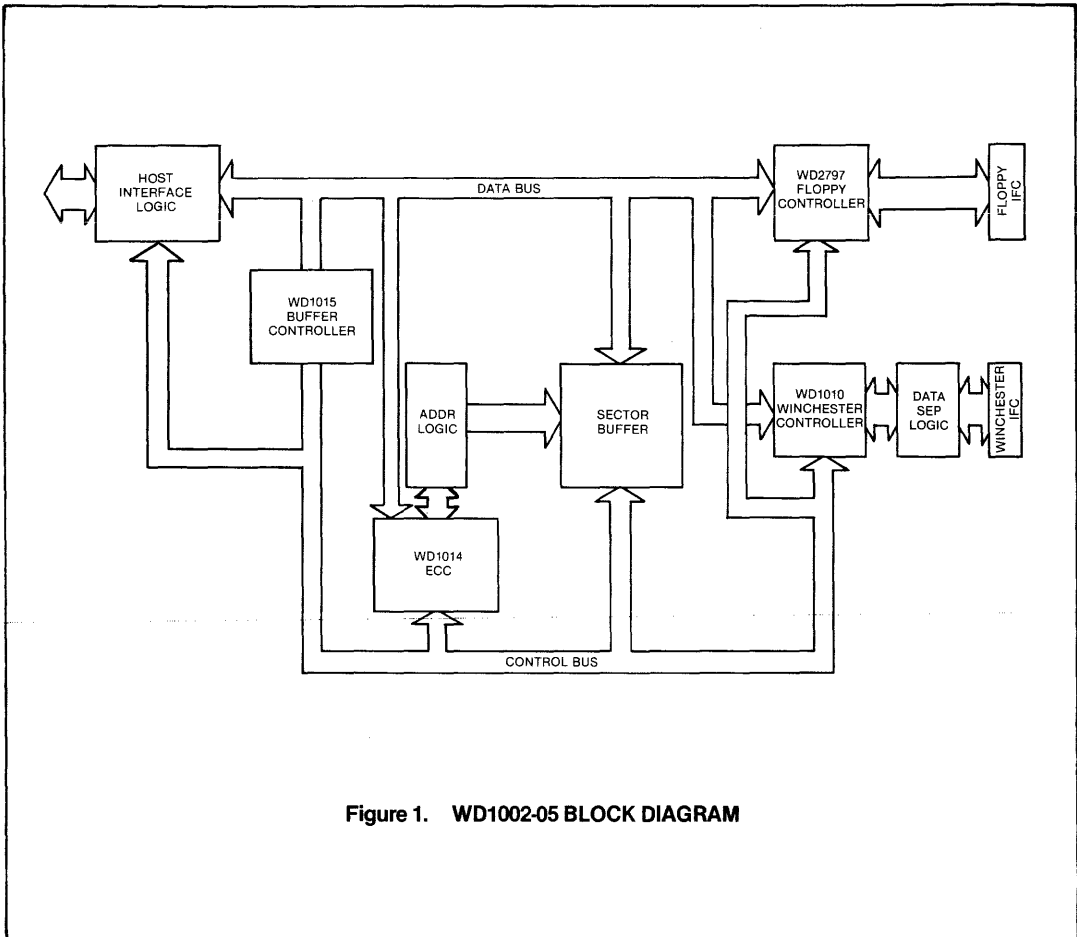 HOST
INTERFACE
LOGIC
DATA BUS
WD2797
FLOPPY
CONTROLLER
FLOPPY
IFC
WD1015
BUFFER
CONTROLLER
ADDR
LOGIC
SECTOR
BUFFER
WD1010
WINCHESTER
CONTROLLER
DATA
SEP
LOGIC
WINCHESTER
IFC
WD1014
ECC
CONTROL BUS
Figure 1. WD1002-05 BLOCK DIAGRAM